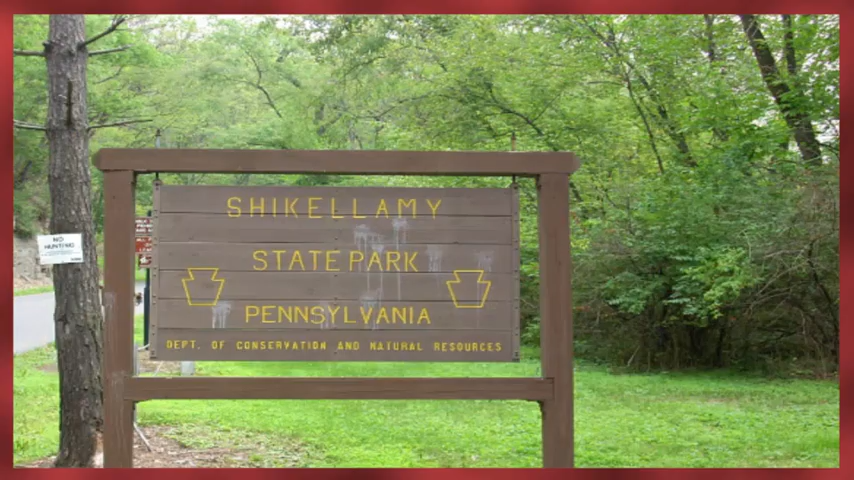 SHIKELLAMY
STATE PARK
PENNSYLVANIA
DEPT. OF CONSERVATION AND NATURAL RESOURCES
NO
HUNTING